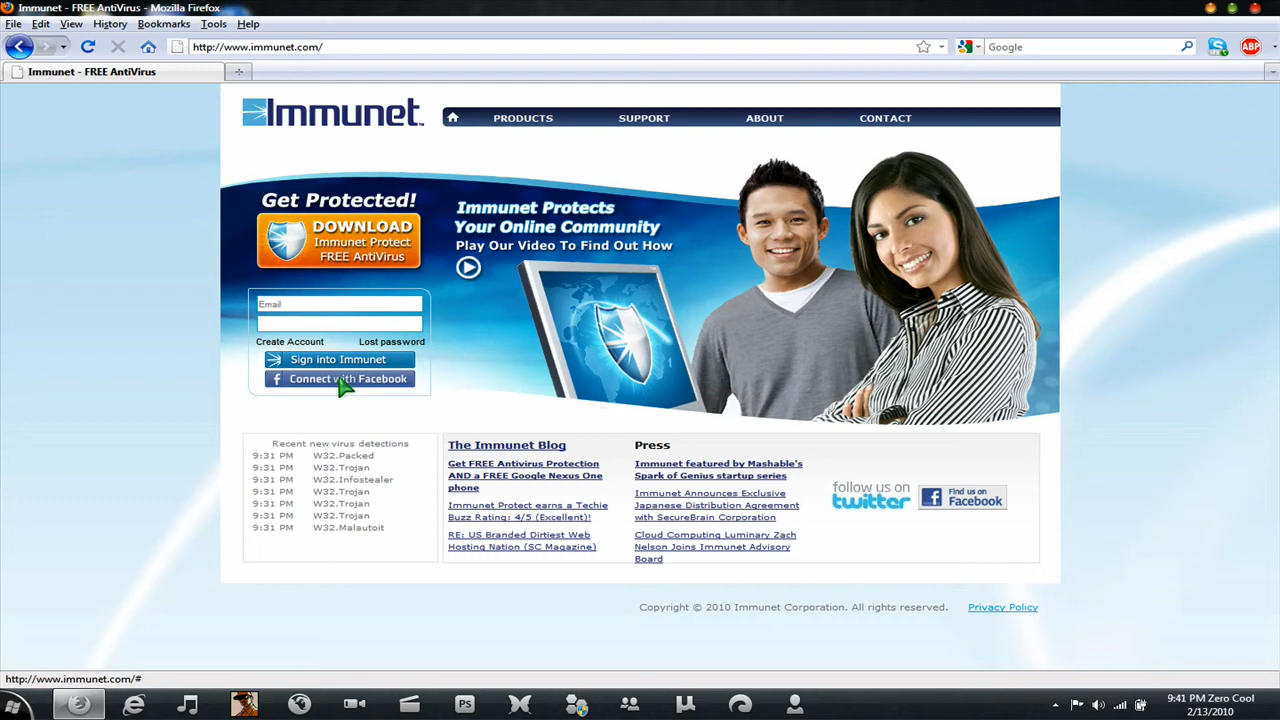 Immunet - FREE AntiVirus - Mozilla Firefox
File Edit View History Bookmarks Tools Help
http://www.immunet.com/
Google
ABP
Immunet - FREE AntiVirus
Immunet™
PRODUCTS SUPPORT ABOUT CONTACT
Get Protected!
DOWNLOAD
Immunet Protect
FREE AntiVirus
Immunet Protects
Your Online Community
Play Our Video To Find Out How
Email
Create Account Lost password
Sign into Immunet
Connect with Facebook
Recent new virus detections
9:31 PM W32.Packed
9:31 PM W32.Trojan
9:31 PM W32.Infostealer
9:31 PM W32.Trojan
9:31 PM W32.Trojan
9:31 PM W32.Trojan
9:31 PM W32.Malautoit
The Immunet Blog
Get FREE Antivirus Protection
AND a FREE Google Nexus One
phone
Immunet Protect earns a Techie
Buzz Rating: 4/5 (Excellent)!
RE: US Branded Dirtiest Web
Hosting Nation (SC Magazine)
Press
Immunet featured by Mashable's
Spark of Genius startup series
Immunet Announces Exclusive
Japanese Distribution Agreement
with SecureBrain Corporation
Cloud Computing Luminary Zach
Nelson Joins Immunet Advisory
Board
follow us on
twitter
Find us on
Facebook
Copyright © 2010 Immunet Corporation. All rights reserved. Privacy Policy
http://www.immunet.com/#
PS
9:41 PM Zero Cool
2/13/2010